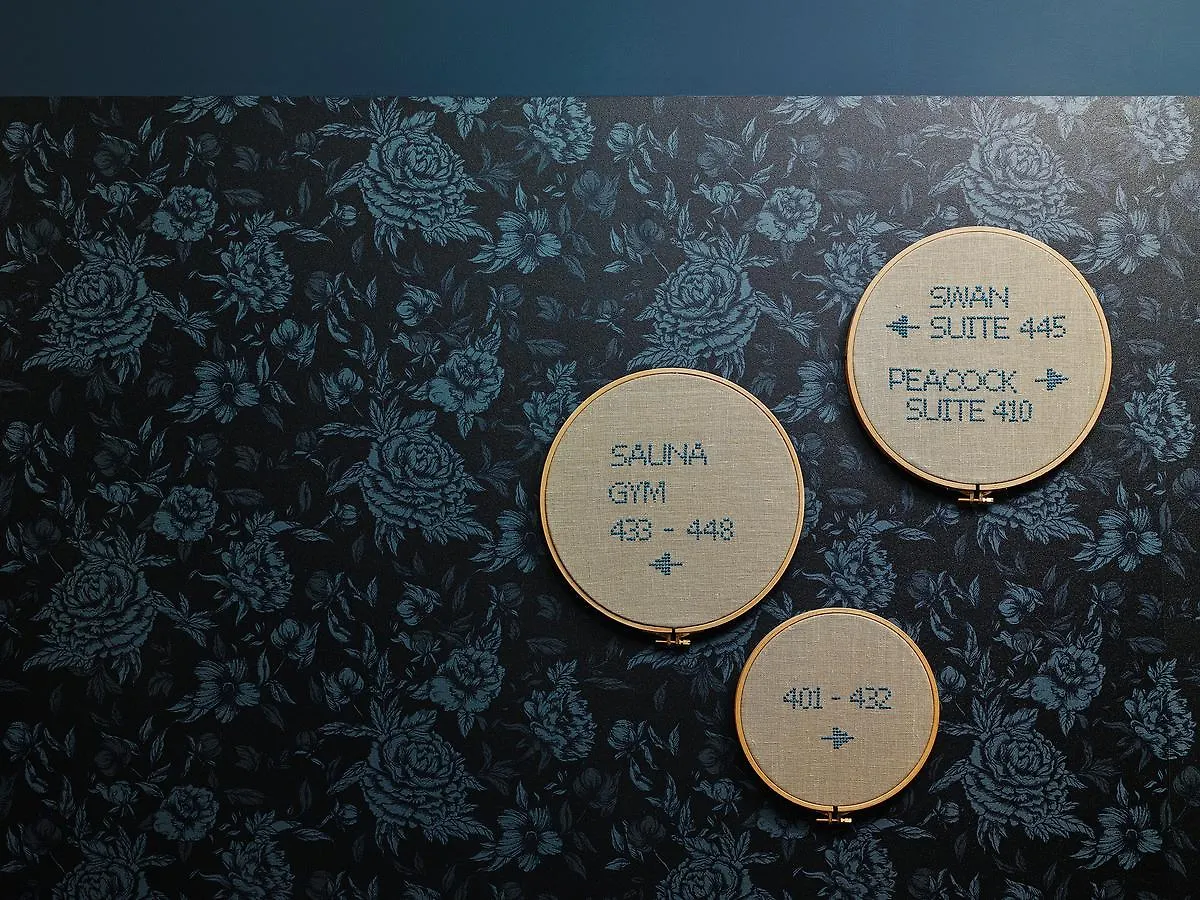 SWAN
← SUITE 445
PEACOCK →
SUITE 410
SAUNA
GYM
433 - 448
←
401 - 432
→